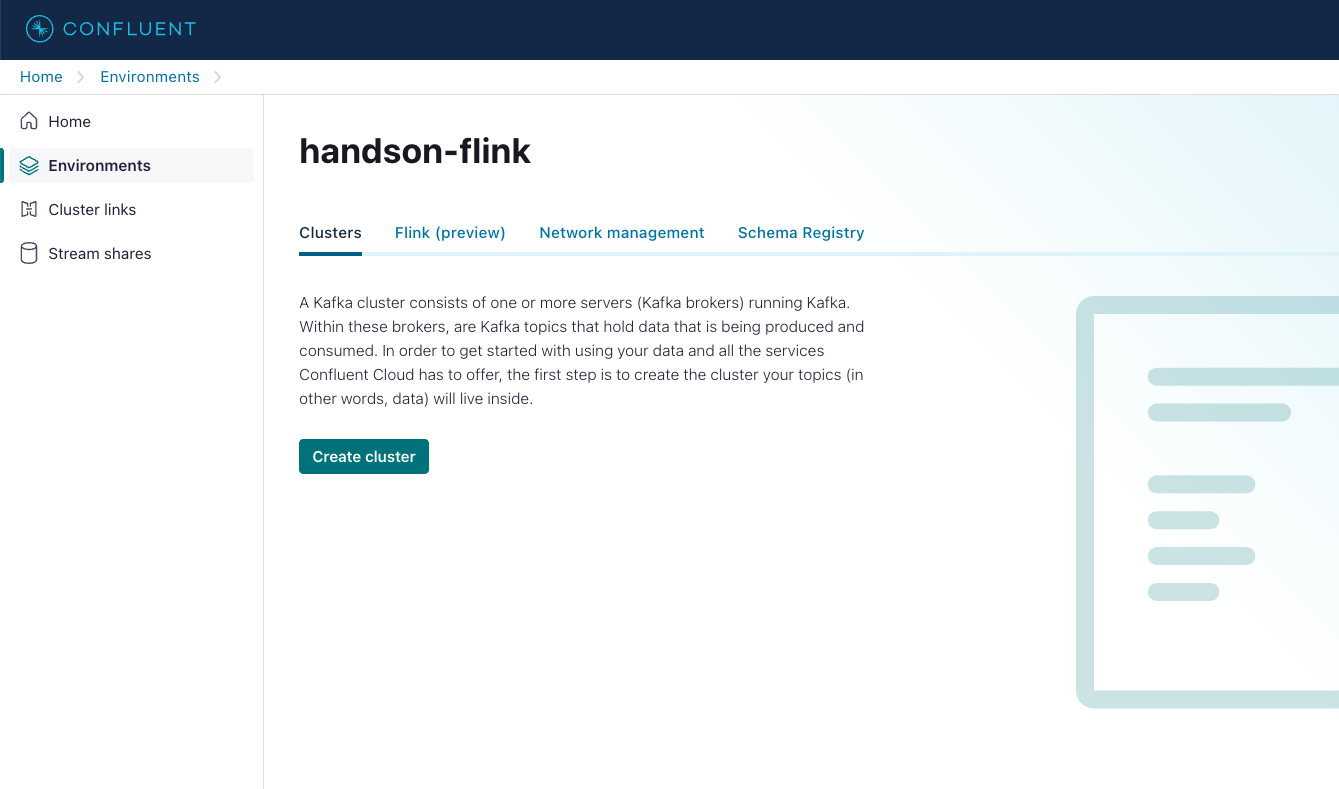 CONFLUENT
Home
Environments
Home
Environments
Cluster links
Stream shares
handson-flink
Clusters
Flink (preview)
Network management
Schema Registry
A Kafka cluster consists of one or more servers (Kafka brokers) running Kafka.
Within these brokers, are Kafka topics that hold data that is being produced and
consumed. In order to get started with using your data and all the services
Confluent Cloud has to offer, the first step is to create the cluster your topics (in
other words, data) will live inside.
Create cluster